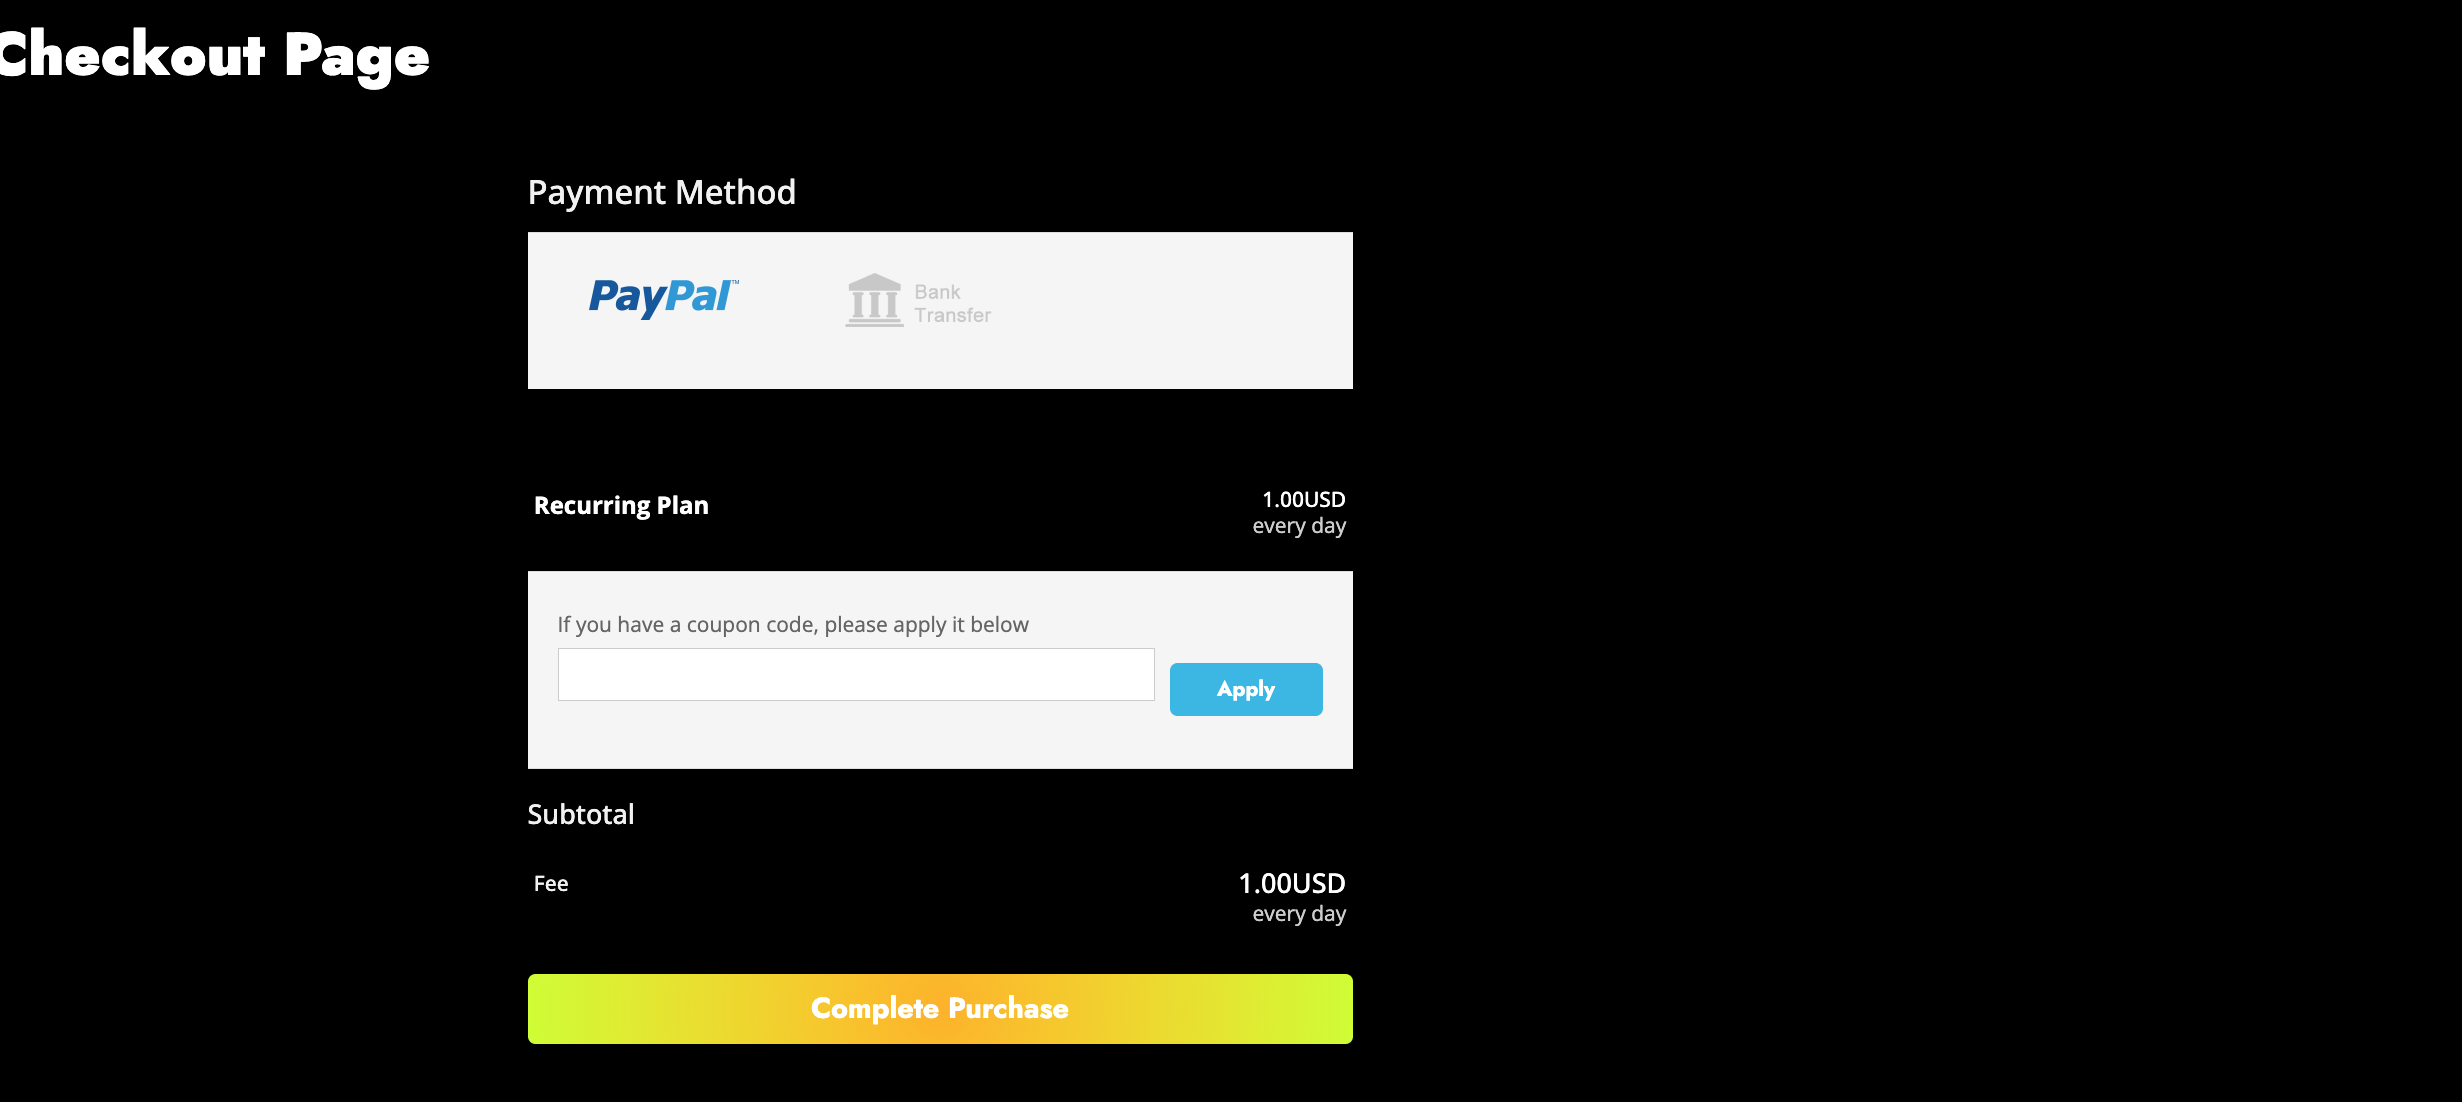 Checkout Page
Payment Method
PayPal™
Bank
Transfer
Recurring Plan
1.00USD
every day
If you have a coupon code, please apply it below
Apply
Subtotal
Fee
1.00USD
every day
Complete Purchase